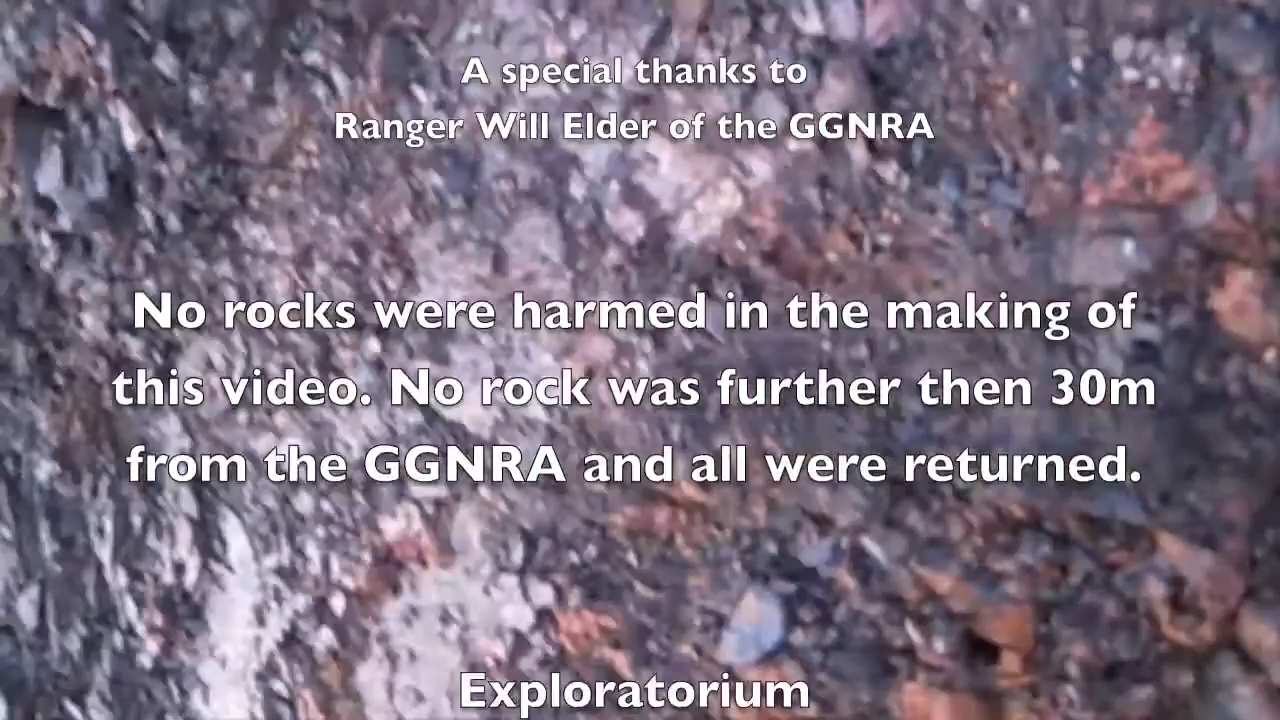 A special thanks to
Ranger Will Elder of the GGNRA
No rocks were harmed in the making of
this video. No rock was further then 30m
from the GGNRA and all were returned.
Exploratorium